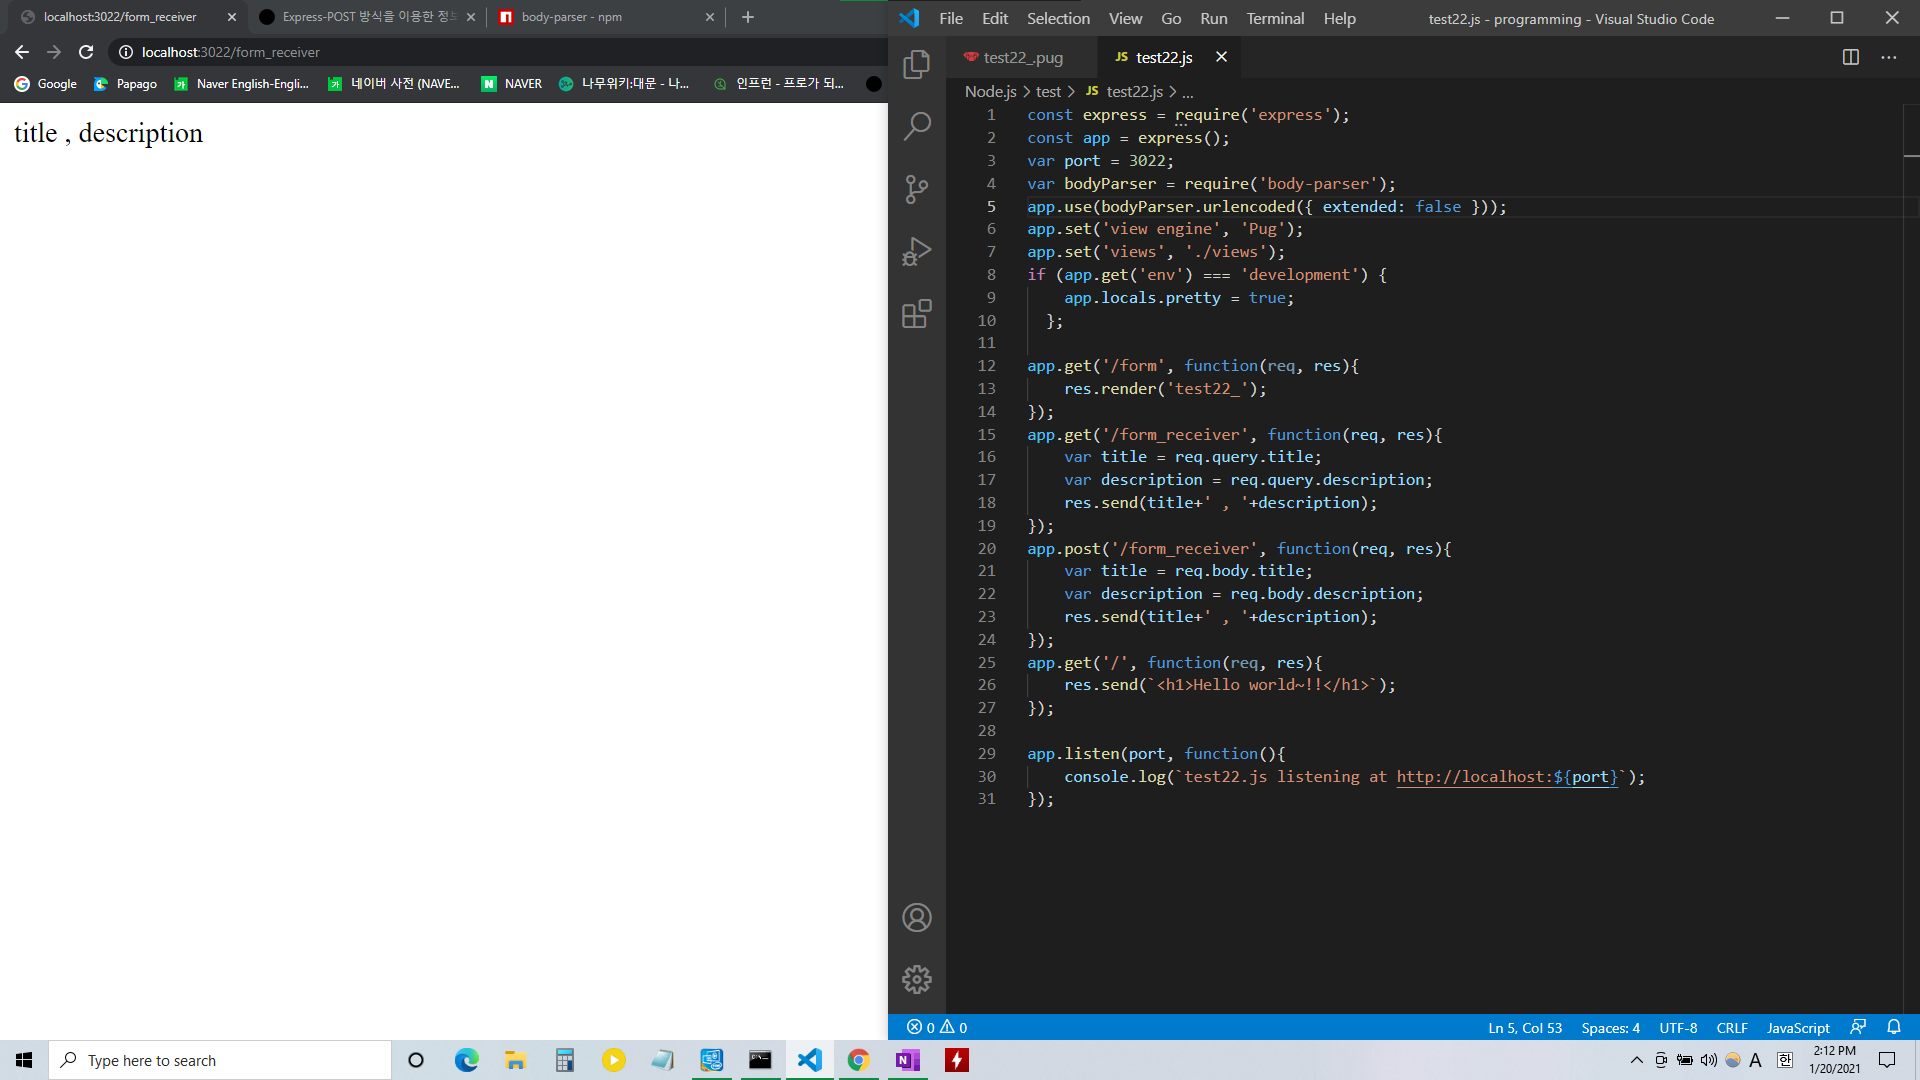 localhost:3022/form_receiver
Express-POST 방식을 이용한 정보
body-parser - npm
localhost:3022/form_receiver
Google
Papago
Naver English-Engli...
네이버 사전 (NAVE...
NAVER
나무위키:대문 - 나...
인프런 - 프로가 되...
title , description
File Edit Selection View Go Run Terminal Help
test22.js - programming - Visual Studio Code
test22_.pug
JS test22.js
Node.js > test > JS test22.js > ...
1 const express = require('express');
2 const app = express();
3 var port = 3022;
4 var bodyParser = require('body-parser');
5 app.use(bodyParser.urlencoded({ extended: false }));
6 app.set('view engine', 'Pug');
7 app.set('views', './views');
8 if (app.get('env') === 'development') {
9 app.locals.pretty = true;
10 };
11
12 app.get('/form', function(req, res){
13 res.render('test22_');
14 });
15 app.get('/form_receiver', function(req, res){
16 var title = req.query.title;
17 var description = req.query.description;
18 res.send(title+' , '+description);
19 });
20 app.post('/form_receiver', function(req, res){
21 var title = req.body.title;
22 var description = req.body.description;
23 res.send(title+' , '+description);
24 });
25 app.get('/', function(req, res){
26 res.send(`<h1>Hello world~!!</h1>`);
27 });
28
29 app.listen(port, function(){
30 console.log(`test22.js listening at http://localhost:${port}`);
31 });
0 0
Ln 5, Col 53 Spaces: 4 UTF-8 CRLF JavaScript
Type here to search
A 한
2:12 PM
1/20/2021